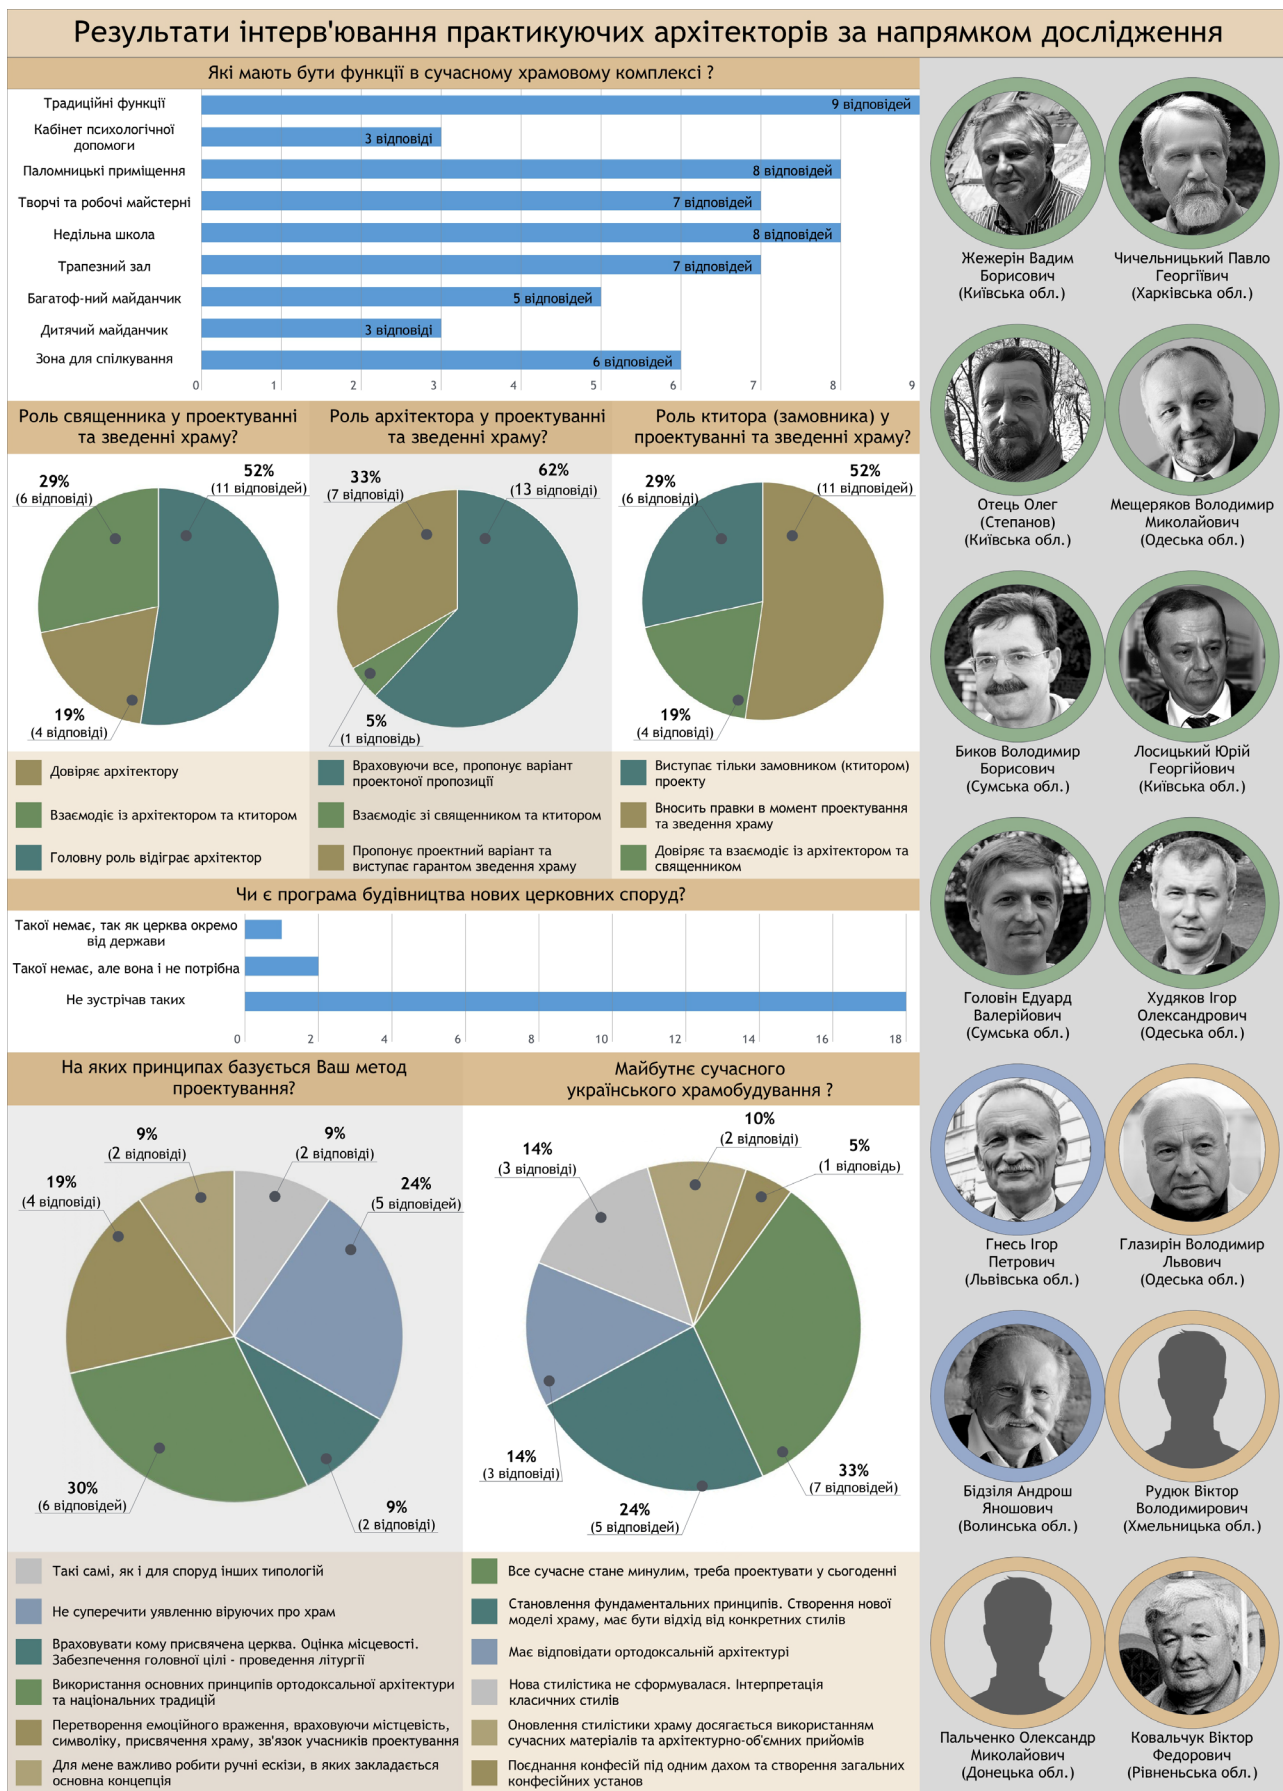 Результати інтерв'ювання практикуючих архітекторів за напрямком дослідження
Які мають бути функції в сучасному храмовому комплексі ?
Традиційні функції
9 відповідей
Кабінет психологічної
допомоги
3 відповіді
Паломницькі приміщення
8 відповідей
Творчі та робочі майстерні
7 відповідей
Недільна школа
8 відповідей
Трапезний зал
7 відповідей
Багатоф-ний майданчик
5 відповідей
Дитячий майданчик
3 відповіді
Зона для спілкування
6 відповідей
0 1 2 3 4 5 6 7 8 9
Роль священника у проектуванні
та зведенні храму?
29%
(6 відповіді)
52%
(11 відповідей)
19%
(4 відповіді)
Довіряє архітектору
Взаємодіє із архітектором та ктитором
Головну роль відіграє архітектор
Роль архітектора у проектуванні
та зведенні храму?
33%
(7 відповіді)
62%
(13 відповідей)
5%
(1 відповідь)
Враховуючи все, пропонує варіант
проектоної пропозиції
Взаємодіє зі священником та ктитором
Пропонує проектний варіант та
виступає гарантом зведення храму
Роль ктитора (замовника) у
проектуванні та зведенні храму?
29%
(6 відповіді)
52%
(11 відповідей)
19%
(4 відповіді)
Виступає тільки замовником (ктитором)
проекту
Вносить правки в момент проектування
та зведення храму
Довіряє та взаємодіє із архітектором та
священником
Чи є програма будівництва нових церковних споруд?
Такої немає, так як церква окремо
від держави
Такої немає, але вона і не потрібна
Не зустрічав таких
0 2 4 6 8 10 12 14 16 18
На яких принципах базується Ваш метод
проектування?
9%
(2 відповіді)
9%
(2 відповіді)
19%
(4 відповіді)
24%
(5 відповідей)
30%
(6 відповідей)
9%
(2 відповіді)
Такі самі, як і для споруд інших типологій
Не суперечити уявленню віруючих про храм
Враховувати кому присвячена церква. Оцінка місцевості.
Забезпечення головної цілі - проведення літургії
Використання основних принципів ортодоксальної архітектури
та національних традицій
Перетворення емоційного враження, враховуючи містцевість,
символіку, присвячення храму, зв'язок учасників проектування
Для мене важливо робити ручні ескізи, в яких закладається
основна концепція
Майбутнє сучасного
українського храмобудування ?
14%
(3 відповіді)
10%
(2 відповіді)
5%
(1 відповідь)
14%
(3 відповіді)
33%
(7 відповідей)
24%
(5 відповідей)
Все сучасне стане минулим, треба проектувати у сьогоденні
Становлення фундаментальних принципів. Створення нової
моделі храму, має бути відхід від конкретних стилів
Має відповідати ортодоксальній архітектурі
Нова стилістика не сформувалася. Інтерпретація
класичних стилів
Оновлення стилістики храму досягається використанням
сучасних матеріалів та архітектурно-об'ємних прийомів
Поєднання конфесій під одним дахом та створення загальних
конфесійних установ
Жежерін Вадим
Борисович
(Київська обл.)
Чичельницький Павло
Георгіївич
(Харківська обл.)
Отець Олег
(Степанов)
(Київська обл.)
Мещеряков Володимир
Миколайович
(Одеська обл.)
Биков Володимир
Борисович
(Сумська обл.)
Лосицький Юрій
Георгійович
(Київська обл.)
Головін Едуард
Валерійович
(Сумська обл.)
Худяков Ігор
Олександрович
(Одеська обл.)
Гнесь Ігор
Петрович
(Львівська обл.)
Глазирін Володимир
Львович
(Одеська обл.)
Бідзіля Андрош
Яношович
(Волинська обл.)
Рудюк Віктор
Володимирович
(Хмельницька обл.)
Пальченко Олександр
Миколайович
(Донецька обл.)
Ковальчук Віктор
Федорович
(Рівненська обл.)